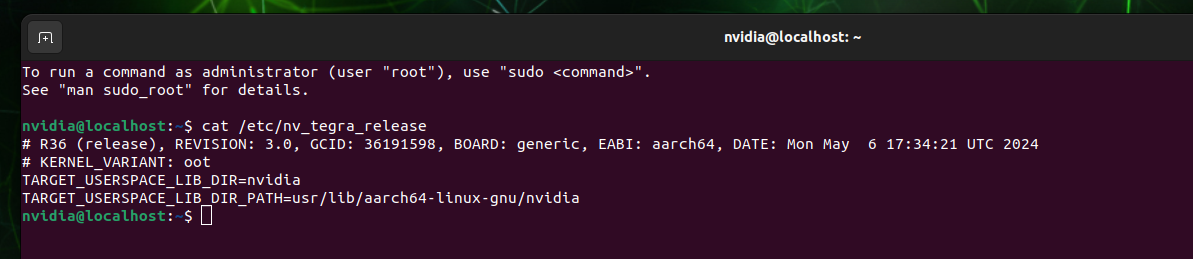 nvidia@localhost: ~
To run a command as administrator (user "root"), use "sudo <command>".
See "man sudo_root" for details.
nvidia@localhost:~$ cat /etc/nv_tegra_release
# R36 (release), REVISION: 3.0, GCID: 36191598, BOARD: generic, EABI: aarch64, DATE: Mon May  6 17:34:21 UTC 2024
# KERNEL_VARIANT: oot
TARGET_USERSPACE_LIB_DIR=nvidia
TARGET_USERSPACE_LIB_DIR_PATH=usr/lib/aarch64-linux-gnu/nvidia
nvidia@localhost:~$